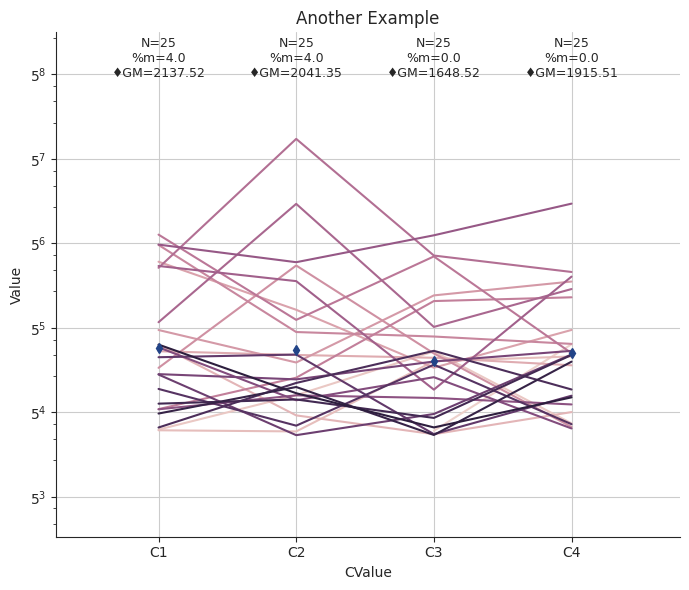 Another Example
N=25 N=25 N=25 N=25
%m=4.0 %m=4.0 %m=0.0 %m=0.0
♦GM=2137.52 ♦GM=2041.35 ♦GM=1648.52 ♦GM=1915.51
5⁸
5⁷
5⁶
5⁵
5⁴
5³
Value
C1 C2 C3 C4
CValue